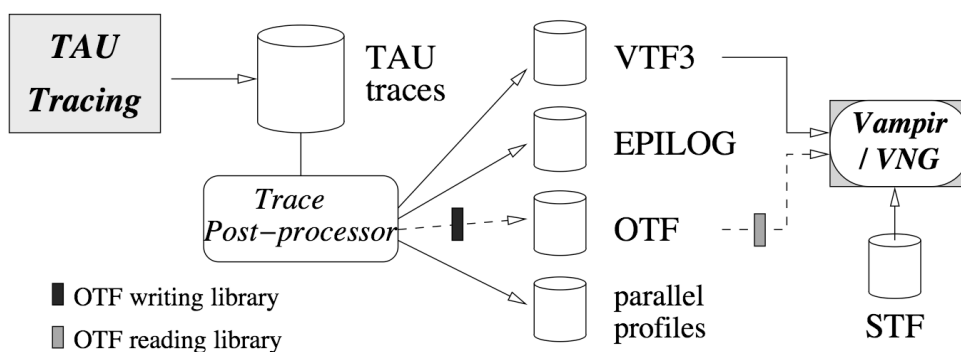 TAU
Tracing
TAU
traces
Trace
Post-processor
VTF3
EPILOG
OTF
parallel
profiles
Vampir
/ VNG
STF
OTF writing library
OTF reading library